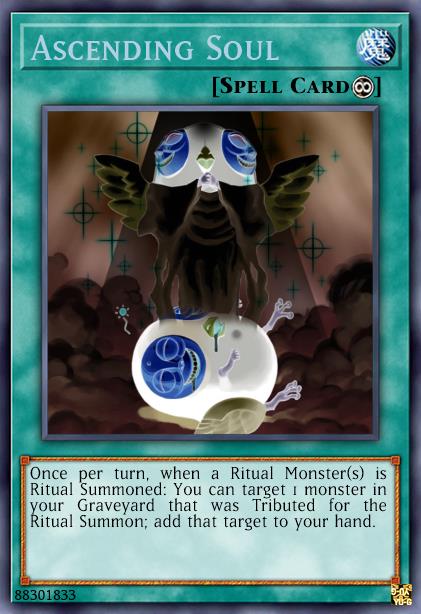 Ascending Soul
魔
[Spell Card♾]
Once per turn, when a Ritual Monster(s) is
Ritual Summoned: You can target 1 monster in
your Graveyard that was Tributed for the
Ritual Summon; add that target to your hand.
88301833